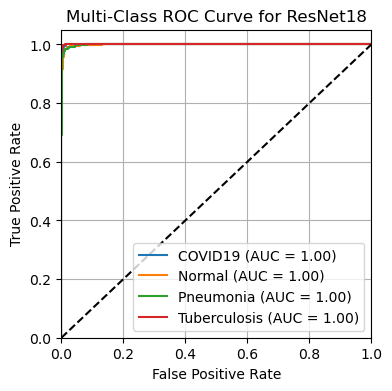 Multi-Class ROC Curve for ResNet18
1.0
0.8
0.6
0.4
0.2
0.0
True Positive Rate
COVID19 (AUC = 1.00)
Normal (AUC = 1.00)
Pneumonia (AUC = 1.00)
Tuberculosis (AUC = 1.00)
0.0 0.2 0.4 0.6 0.8 1.0
False Positive Rate